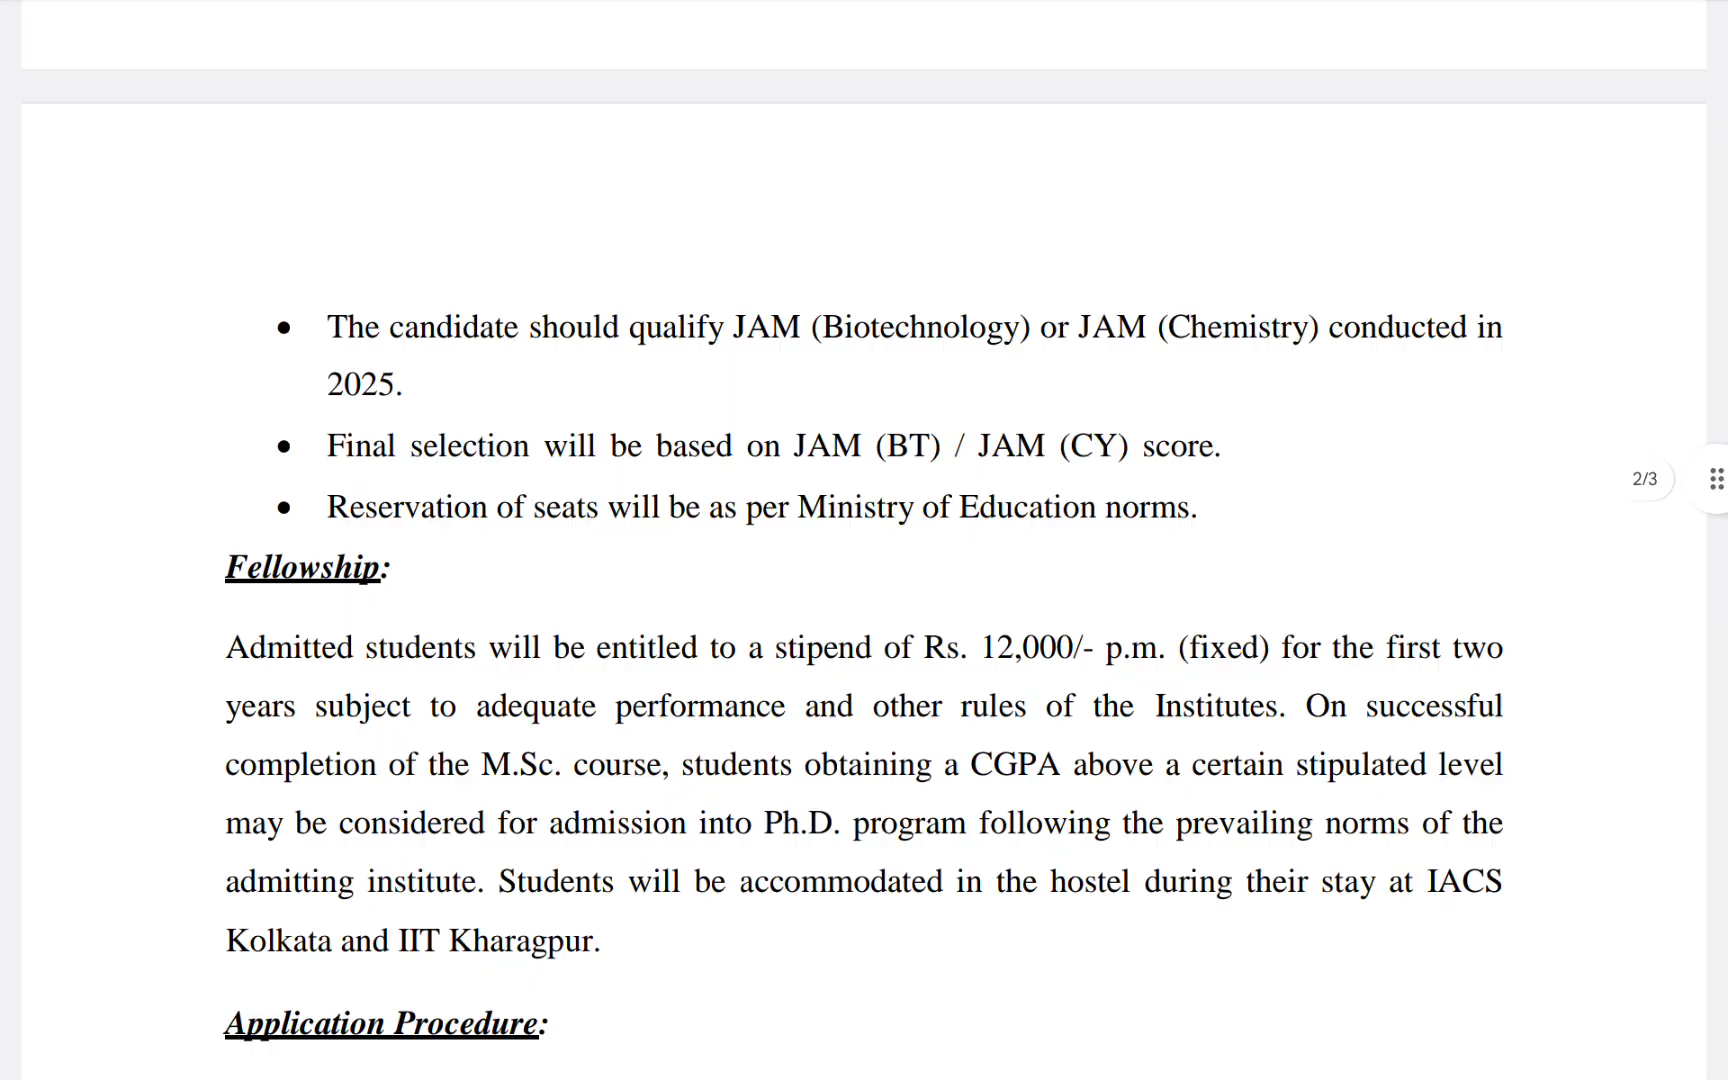 • The candidate should qualify JAM (Biotechnology) or JAM (Chemistry) conducted in
2025.
• Final selection will be based on JAM (BT) / JAM (CY) score.
• Reservation of seats will be as per Ministry of Education norms.
2/3
Fellowship:
Admitted students will be entitled to a stipend of Rs. 12,000/- p.m. (fixed) for the first two
years subject to adequate performance and other rules of the Institutes. On successful
completion of the M.Sc. course, students obtaining a CGPA above a certain stipulated level
may be considered for admission into Ph.D. program following the prevailing norms of the
admitting institute. Students will be accommodated in the hostel during their stay at IACS
Kolkata and IIT Kharagpur.
Application Procedure: